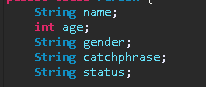 String name;
int age;
String gender;
String catchphrase;
String status;